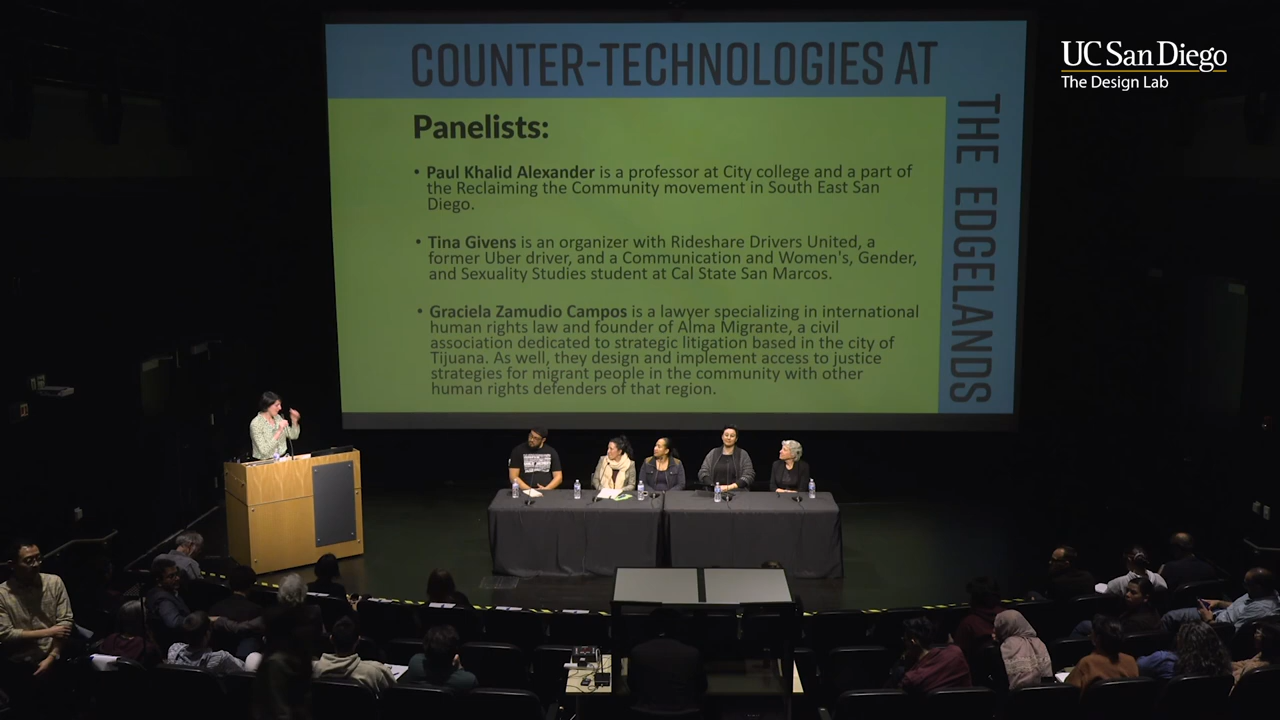 COUNTER-TECHNOLOGIES AT
THE EDGELANDS
UC San Diego
The Design Lab
Panelists:
• Paul Khalid Alexander is a professor at City college and a part of
the Reclaiming the Community movement in South East San
Diego.
• Tina Givens is an organizer with Rideshare Drivers United, a
former Uber driver, and a Communication and Women's, Gender,
and Sexuality Studies student at Cal State San Marcos.
• Graciela Zamudio Campos is a lawyer specializing in international
human rights law and founder of Alma Migrante, a civil
association dedicated to strategic litigation based in the city of
Tijuana. As well, they design and implement access to justice
strategies for migrant people in the community with other
human rights defenders of that region.